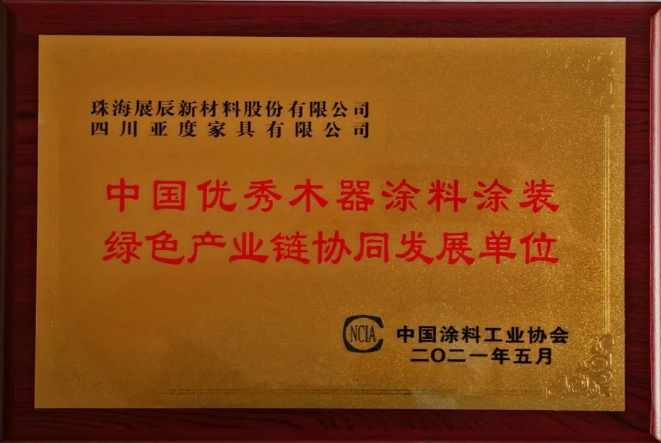 珠海展辰新材料股份有限公司
四川亚度家具有限公司
中国优秀木器涂料涂装
绿色产业链协同发展单位
NCIA
中国涂料工业协会
二〇二一年五月